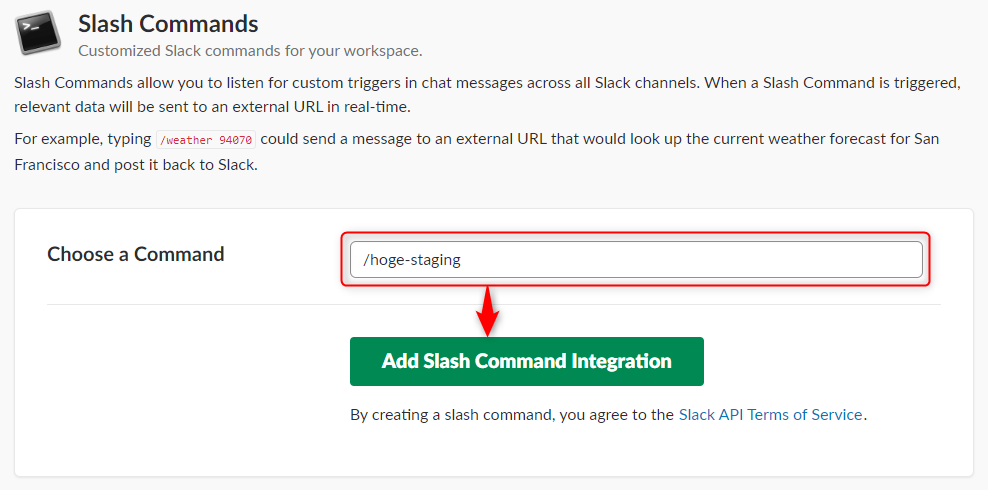 Slash Commands
Customized Slack commands for your workspace.
Slash Commands allow you to listen for custom triggers in chat messages across all Slack channels. When a Slash Command is triggered,
relevant data will be sent to an external URL in real-time.
For example, typing /weather 94070 could send a message to an external URL that would look up the current weather forecast for San
Francisco and post it back to Slack.
Choose a Command
/hoge-staging
Add Slash Command Integration
By creating a slash command, you agree to the Slack API Terms of Service.